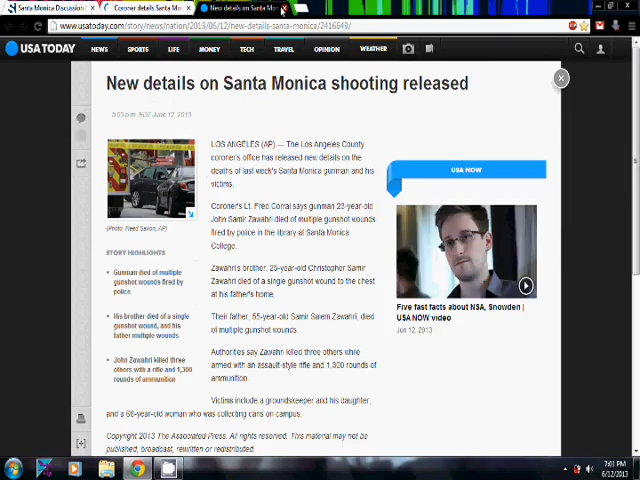 Santa Monica Discussion
Coroner details Santa Mo
New details on Santa Mon
www.usatoday.com/story/news/nation/2013/06/12/new-details-santa-monica/2416649/
USA TODAY NEWS SPORTS LIFE MONEY TECH TRAVEL OPINION WEATHER
New details on Santa Monica shooting released
5:05 p.m. EDT June 12, 2013
(Photo: Reed Saxon, AP)
STORY HIGHLIGHTS
Gunman died of multiple
gunshot wounds fired by
police
His brother died of a single
gunshot wound, and his
father multiple wounds
John Zawahri killed three
others with a rifle and 1,300
rounds of ammunition
LOS ANGELES (AP) — The Los Angeles County
coroner's office has released new details on the
deaths of last week's Santa Monica gunman and his
victims.
Coroner's Lt. Fred Corral says gunman 23-year-old
John Samir Zawahri died of multiple gunshot wounds
fired by police in the library at Santa Monica
College.
Zawahri's brother, 25-year-old Christopher Samir
Zawahri died of a single gunshot wound to the chest
at his father's home.
Their father, 55-year-old Samir Salem Zawahri, died
of multiple gunshot wounds.
Authorities say Zawahri killed three others while
armed with an assault-style rifle and 1,300 rounds of
ammunition.
Victims include a groundskeeper and his daughter,
and a 68-year-old woman who was collecting cans on campus.
Copyright 2013 The Associated Press. All rights reserved. This material may not be
published, broadcast, rewritten or redistributed.
USA NOW
Five fast facts about NSA, Snowden |
USA NOW video
Jun 12, 2013
7:01 PM
6/12/2013